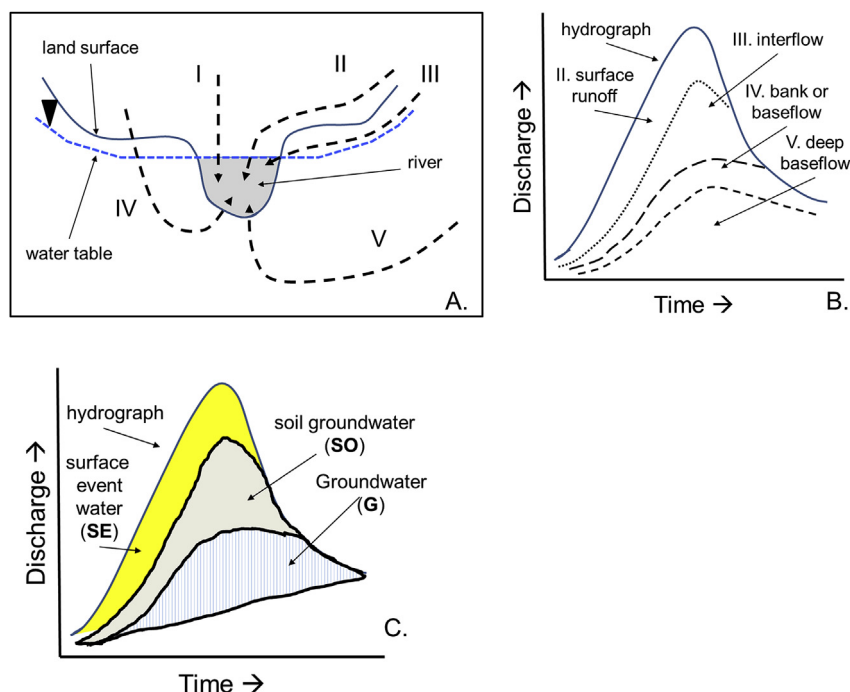 land surface
I
II
III
river
IV
V
water table
A.
hydrograph
III. interflow
II. surface
runoff
IV. bank or
baseflow
V. deep
baseflow
Discharge →
Time →
B.
hydrograph
soil groundwater
(SO)
surface
event
water
(SE)
Groundwater
(G)
Discharge →
C.
Time →